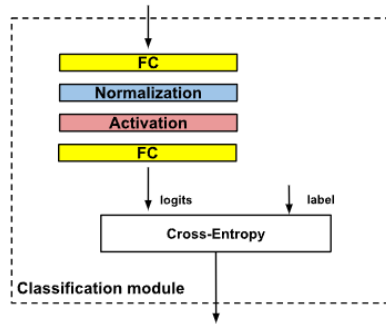 FC
Normalization
Activation
FC
logits
label
Cross-Entropy
Classification module